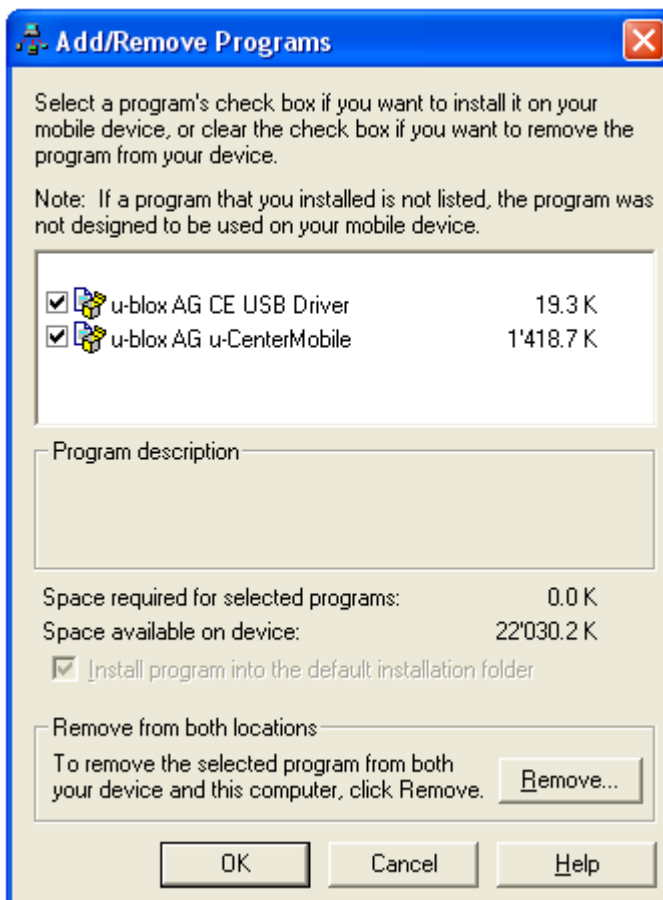 Add/Remove Programs
Select a program's check box if you want to install it on your
mobile device, or clear the check box if you want to remove the
program from your device.
Note:  If a program that you installed is not listed, the program was
not designed to be used on your mobile device.
u-blox AG CE USB Driver 19.3 K
u-blox AG u-CenterMobile 1'418.7 K
Program description
Space required for selected programs: 0.0 K
Space available on device: 22'030.2 K
Install program into the default installation folder
Remove from both locations
To remove the selected program from both
your device and this computer, click Remove.
Remove...
OK Cancel Help